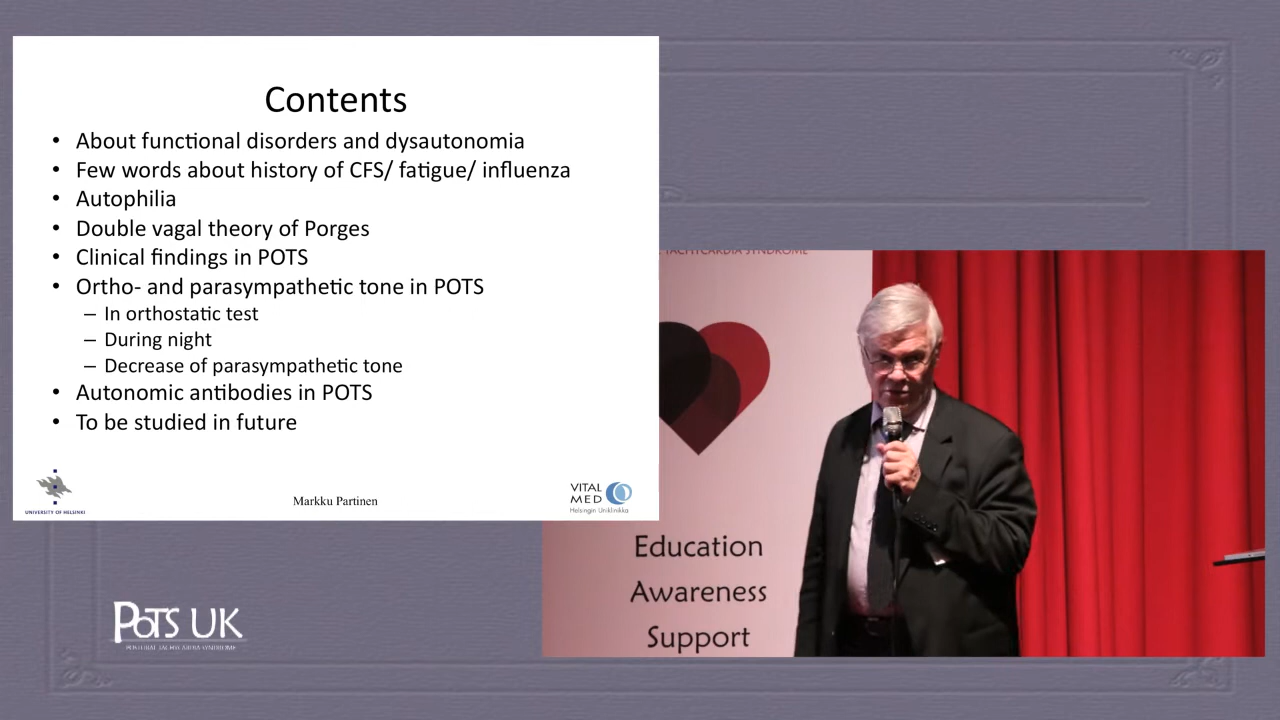 Contents
• About functional disorders and dysautonomia
• Few words about history of CFS/ fatigue/ influenza
• Autophilia
• Double vagal theory of Porges
• Clinical findings in POTS
• Ortho- and parasympathetic tone in POTS
– In orthostatic test
– During night
– Decrease of parasympathetic tone
• Autonomic antibodies in POTS
• To be studied in future
UNIVERSITY OF HELSINKI
Markku Partinen
VITAL
MED
Helsingin Uniklinikka
TACHYCARDIA SYNDROME
Education
Awareness
Support
POTS UK
POSTURAL TACHYCARDIA SYNDROME